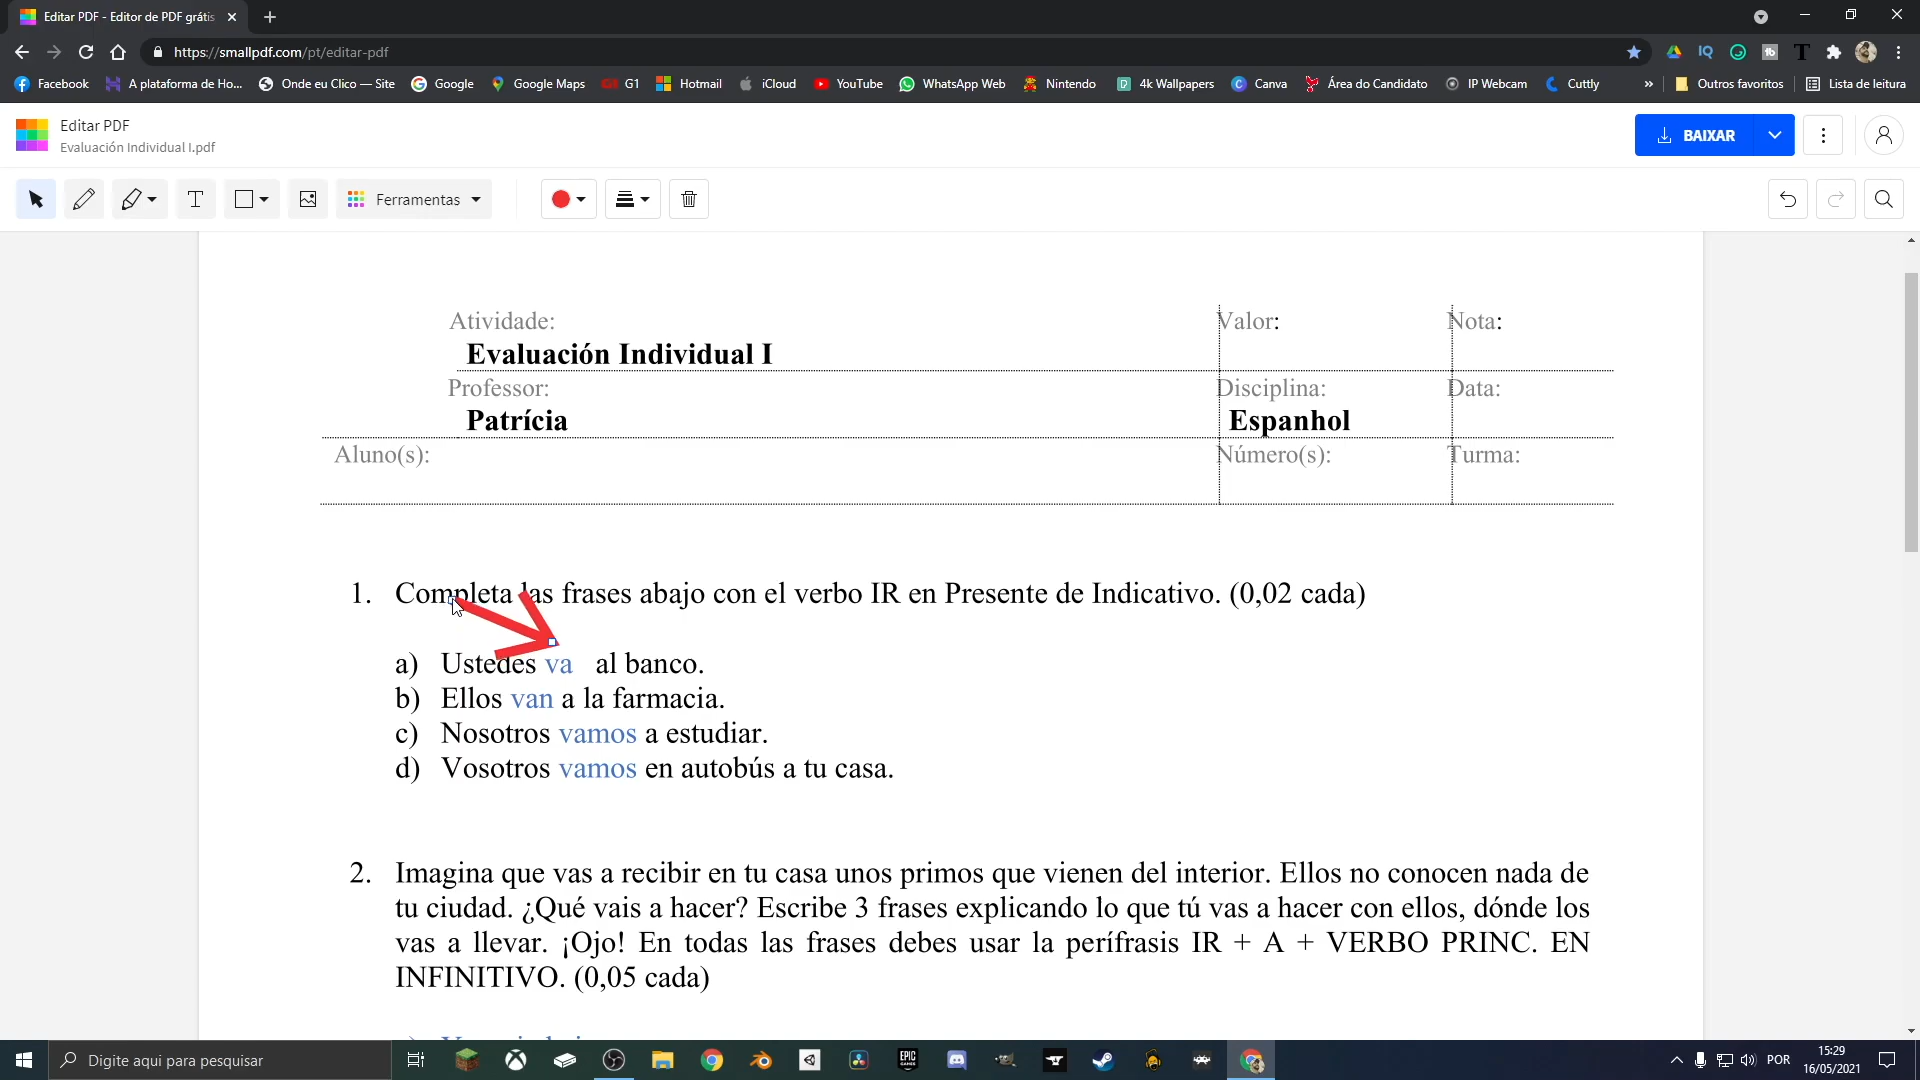 Editar PDF - Editor de PDF grátis
https://smallpdf.com/pt/editar-pdf
Facebook A plataforma de Ho... Onde eu Clico — Site Google Google Maps G1 Hotmail iCloud YouTube WhatsApp Web Nintendo 4k Wallpapers Canva Área do Candidato IP Webcam Cuttly » Outros favoritos Lista de leitura
Editar PDF
Evaluación Individual I.pdf
BAIXAR
T Ferramentas
Atividade: Valor: Nota:
Evaluación Individual I
Professor: Disciplina: Data:
Patrícia Espanhol
Aluno(s): Número(s): Turma:
1. Completa las frases abajo con el verbo IR en Presente de Indicativo. (0,02 cada)
a) Ustedes va al banco.
b) Ellos van a la farmacia.
c) Nosotros vamos a estudiar.
d) Vosotros vamos en autobús a tu casa.
2. Imagina que vas a recibir en tu casa unos primos que vienen del interior. Ellos no conocen nada de
tu ciudad. ¿Qué vais a hacer? Escribe 3 frases explicando lo que tú vas a hacer con ellos, dónde los
vas a llevar. ¡Ojo! En todas las frases debes usar la perífrasis IR + A + VERBO PRINC. EN
INFINITIVO. (0,05 cada)
Digite aqui para pesquisar
EPIC GAMES
POR
15:29
16/05/2021